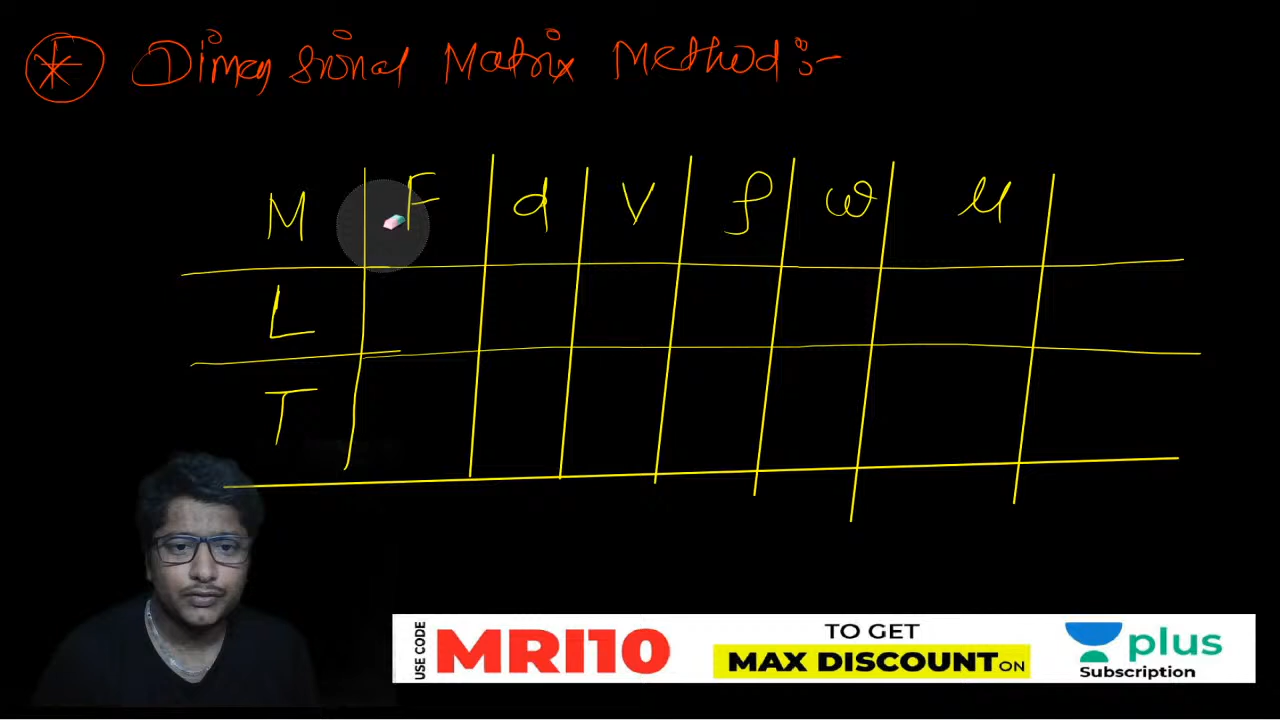 * Dimensional Matrix Method :-
M F d V ρ ω μ
L
T
USE CODE
MRI10
TO GET
MAX DISCOUNT ON
plus
Subscription